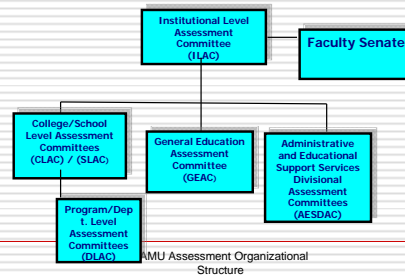 Institutional Level
Assessment
Committee
(ILAC)
Faculty Senate
College/School
Level Assessment
Committees
(CLAC) / (SLAC)
General Education
Assessment
Committee
(GEAC)
Administrative
and Educational
Support Services
Divisional
Assessment
Committees
(AESDAC)
Program/Dep
t. Level
Assessment
Committees
(DLAC)
AMU Assessment Organizational
Structure